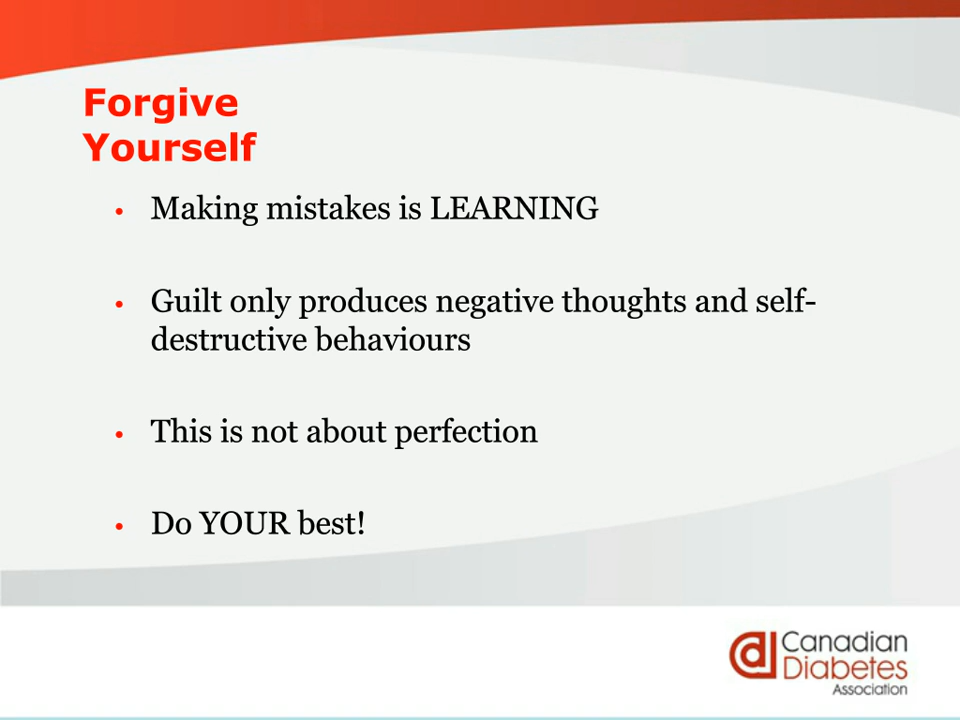 Forgive
Yourself
• Making mistakes is LEARNING
• Guilt only produces negative thoughts and self-
destructive behaviours
• This is not about perfection
• Do YOUR best!
Canadian
Diabetes
Association